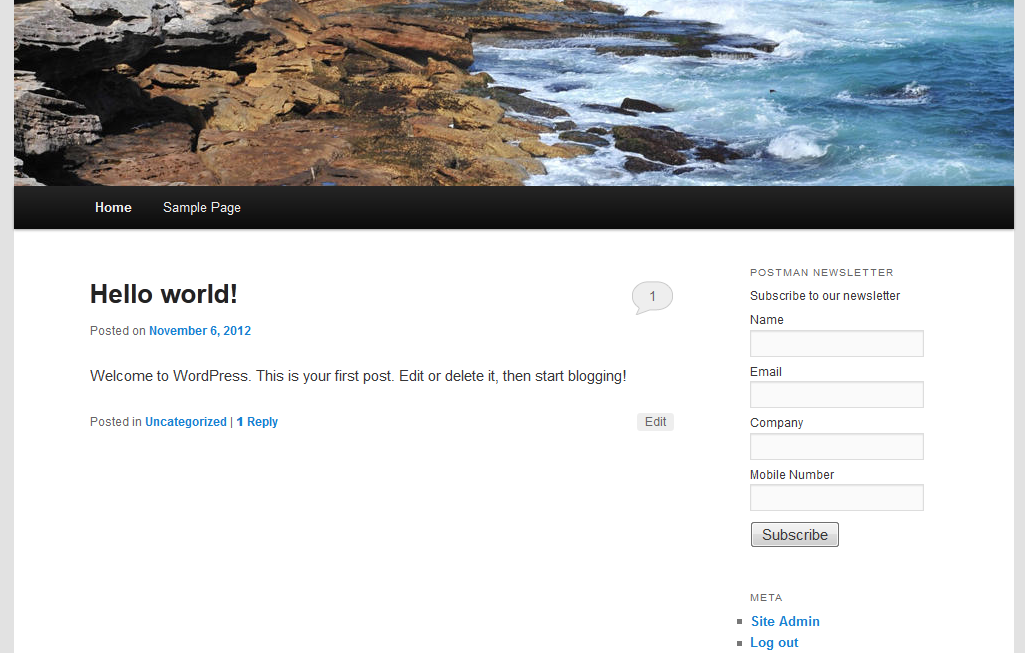 Home Sample Page
Hello world!
1
Posted on November 6, 2012
Welcome to WordPress. This is your first post. Edit or delete it, then start blogging!
Posted in Uncategorized | 1 Reply
Edit
POSTMAN NEWSLETTER
Subscribe to our newsletter
Name
Email
Company
Mobile Number
Subscribe
META
Site Admin
Log out